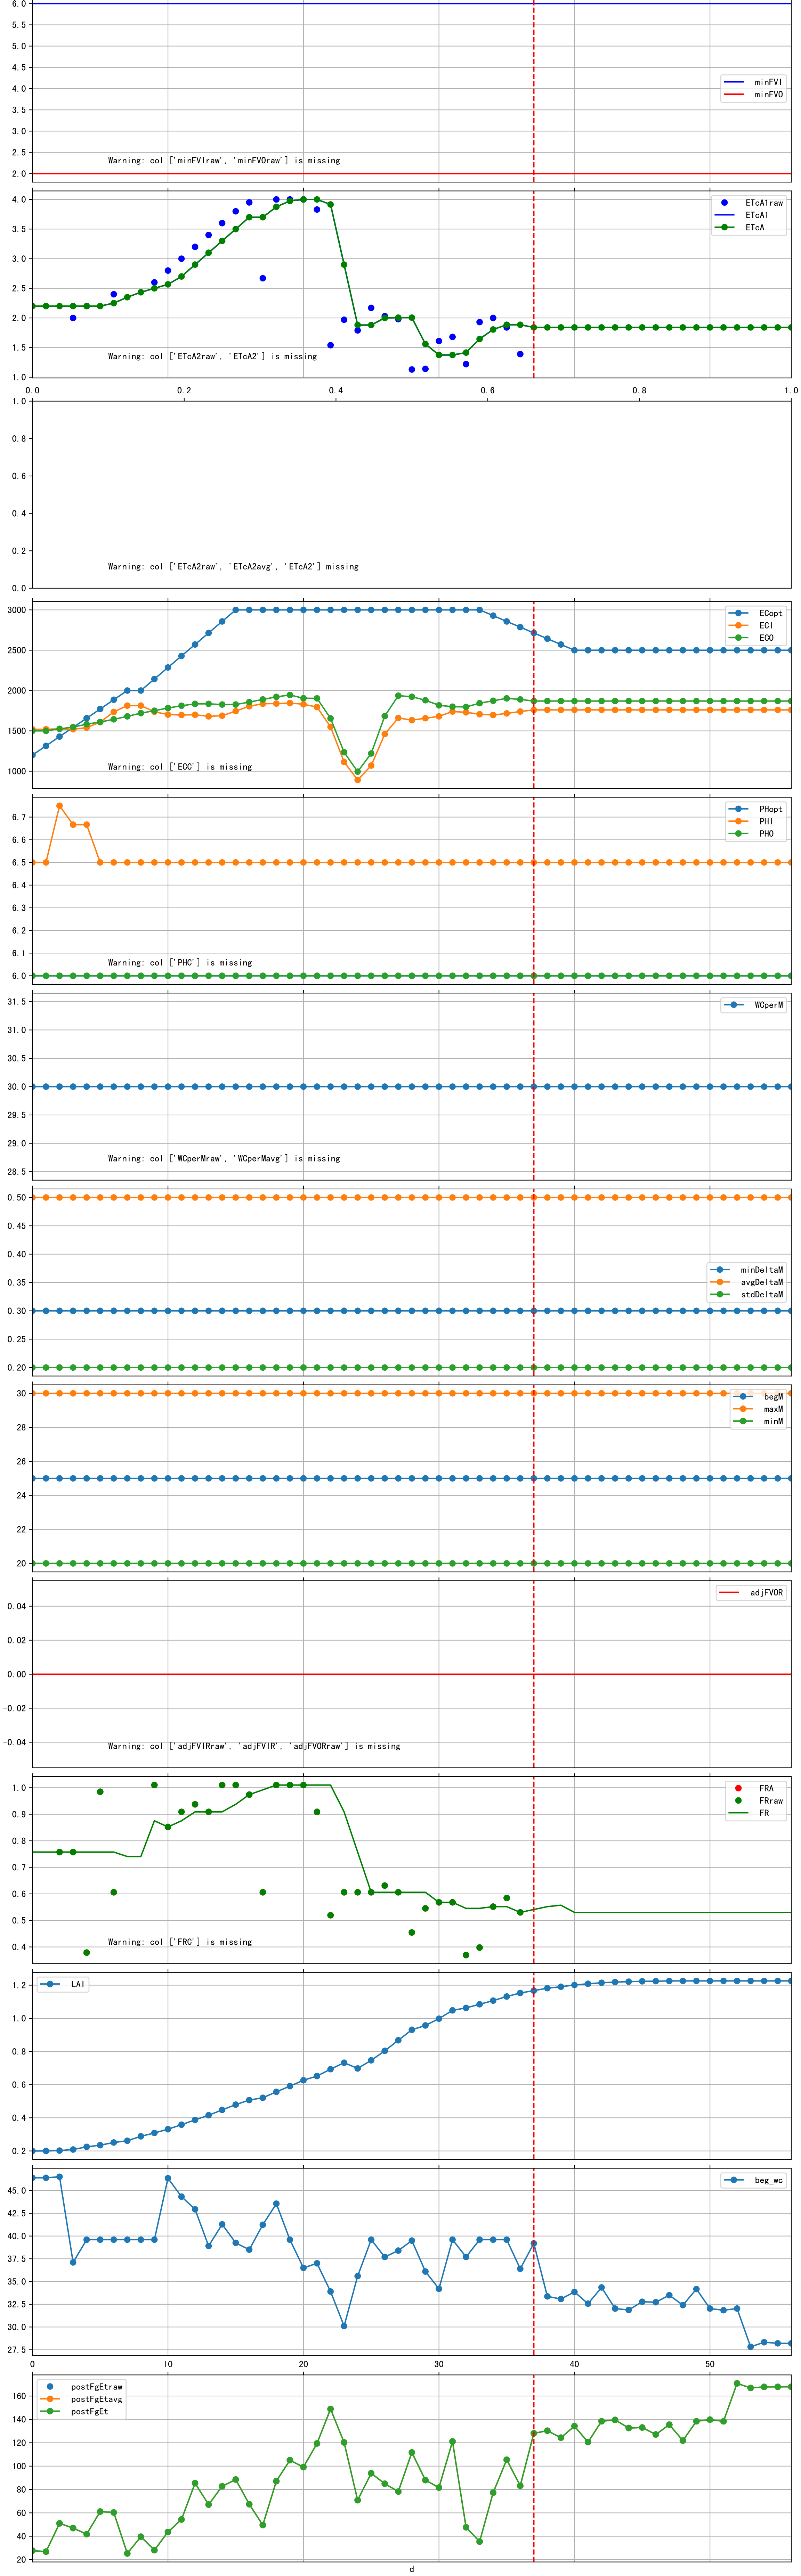 6.0
5.5
5.0
4.5
4.0
3.5
3.0
2.5
2.0
minFVI
minFVO
Warning: col ['minFVIraw', 'minFVOraw'] is missing
4.0
3.5
3.0
2.5
2.0
1.5
1.0
ETcA1raw
ETcA1
ETcA
Warning: col ['ETcA2raw', 'ETcA2'] is missing
0.0 0.2 0.4 0.6 0.8 1.0
1.0
0.8
0.6
0.4
0.2
0.0
Warning: col ['ETcA2raw', 'ETcA2avg', 'ETcA2'] missing
3000
2500
2000
1500
1000
ECopt
ECI
ECO
Warning: col ['ECC'] is missing
6.7
6.6
6.5
6.4
6.3
6.2
6.1
6.0
PHopt
PHI
PHO
Warning: col ['PHC'] is missing
31.5
31.0
30.5
30.0
29.5
29.0
28.5
WCperM
Warning: col ['WCperMraw', 'WCperMavg'] is missing
0.50
0.45
0.40
0.35
0.30
0.25
0.20
minDeltaM
avgDeltaM
stdDeltaM
30
28
26
24
22
20
begM
maxM
minM
0.04
0.02
0.00
-0.02
-0.04
adjFVOR
Warning: col ['adjFVIRraw', 'adjFVIR', 'adjFVORraw'] is missing
1.0
0.9
0.8
0.7
0.6
0.5
0.4
FRA
FRraw
FR
Warning: col ['FRC'] is missing
1.2
1.0
0.8
0.6
0.4
0.2
LAI
45.0
42.5
40.0
37.5
35.0
32.5
30.0
27.5
beg_wc
0 10 20 30 40 50
160
140
120
100
80
60
40
20
postFgEtraw
postFgEtavg
postFgEt
d